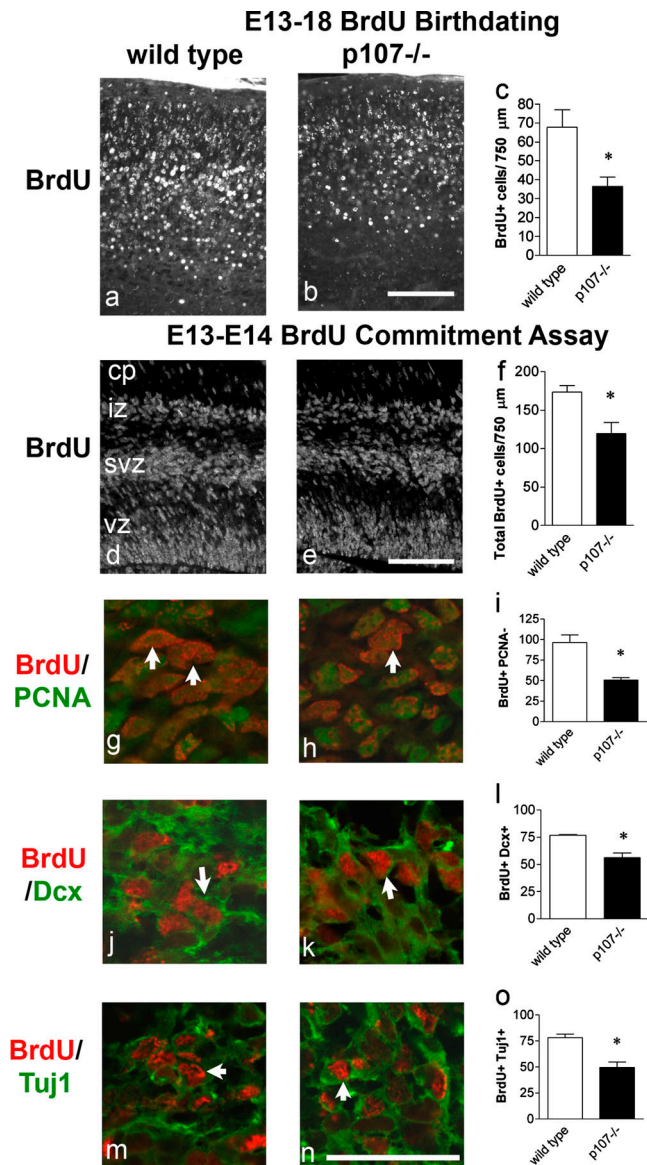 E13-18 BrdU Birthdating
wild type
p107-/-
BrdU
a
b
c
BrdU+ cells/ 750 µm
80
70
60
50
40
30
20
10
0
*
wild type
p107-/-
E13-E14 BrdU Commitment Assay
BrdU
cp
iz
svz
vz
d
e
f
Total BrdU+ cells/750 µm
200
150
100
50
0
*
wild type
p107-/-
BrdU/
PCNA
g
h
i
BrdU+ PCNA-
125
100
75
50
25
0
*
wild type
p107-/-
BrdU
/Dcx
j
k
l
BrdU+ Dcx+
100
75
50
25
0
*
wild type
p107-/-
BrdU/
Tuj1
m
n
o
BrdU+ Tuj1+
100
75
50
25
0
*
wild type
p107-/-